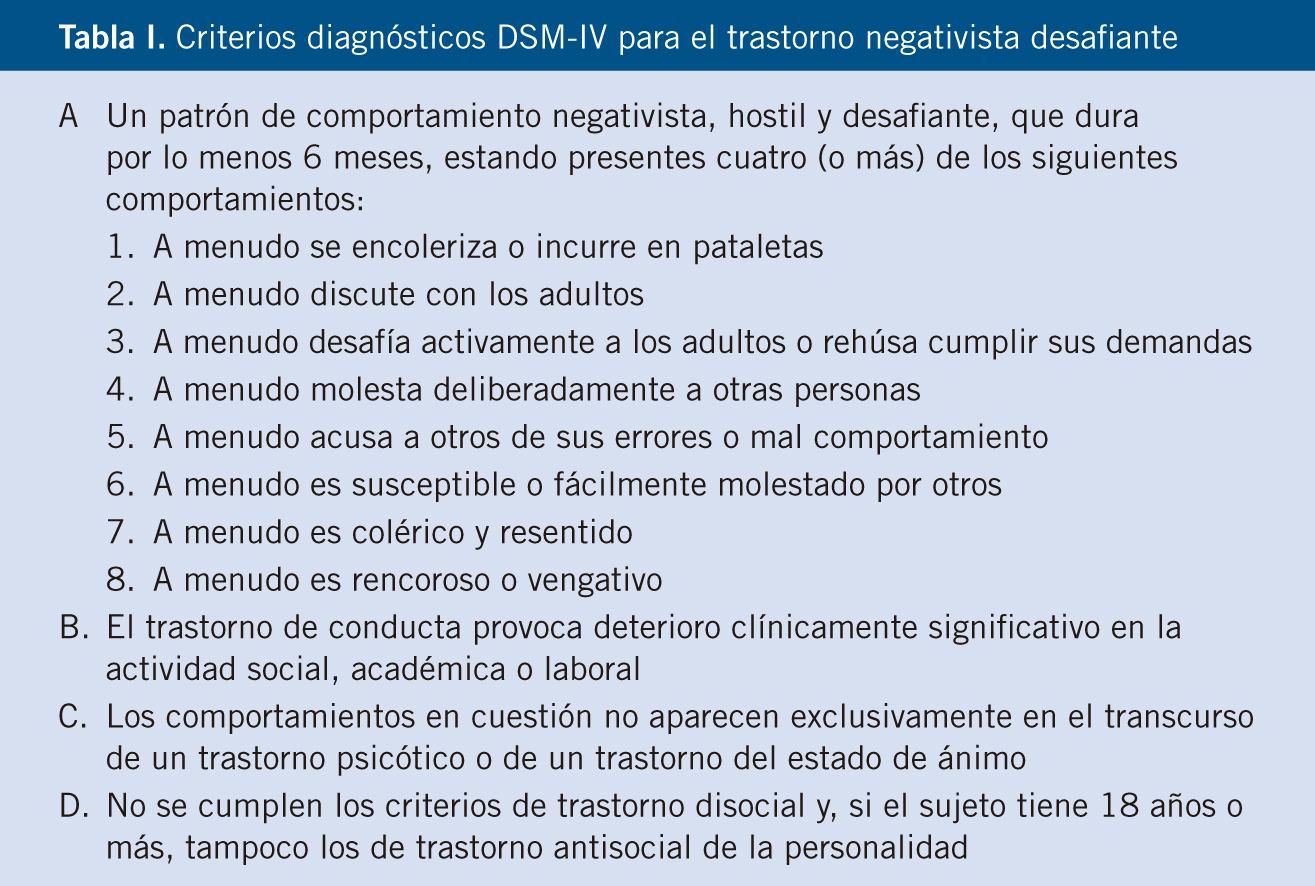 Tabla I. Criterios diagnósticos DSM-IV para el trastorno negativista desafiante
A Un patrón de comportamiento negativista, hostil y desafiante, que dura
por lo menos 6 meses, estando presentes cuatro (o más) de los siguientes
comportamientos:
1. A menudo se encoleriza o incurre en pataletas
2. A menudo discute con los adultos
3. A menudo desafía activamente a los adultos o rehúsa cumplir sus demandas
4. A menudo molesta deliberadamente a otras personas
5. A menudo acusa a otros de sus errores o mal comportamiento
6. A menudo es susceptible o fácilmente molestado por otros
7. A menudo es colérico y resentido
8. A menudo es rencoroso o vengativo
B. El trastorno de conducta provoca deterioro clínicamente significativo en la
actividad social, académica o laboral
C. Los comportamientos en cuestión no aparecen exclusivamente en el transcurso
de un trastorno psicótico o de un trastorno del estado de ánimo
D. No se cumplen los criterios de trastorno disocial y, si el sujeto tiene 18 años o
más, tampoco los de trastorno antisocial de la personalidad